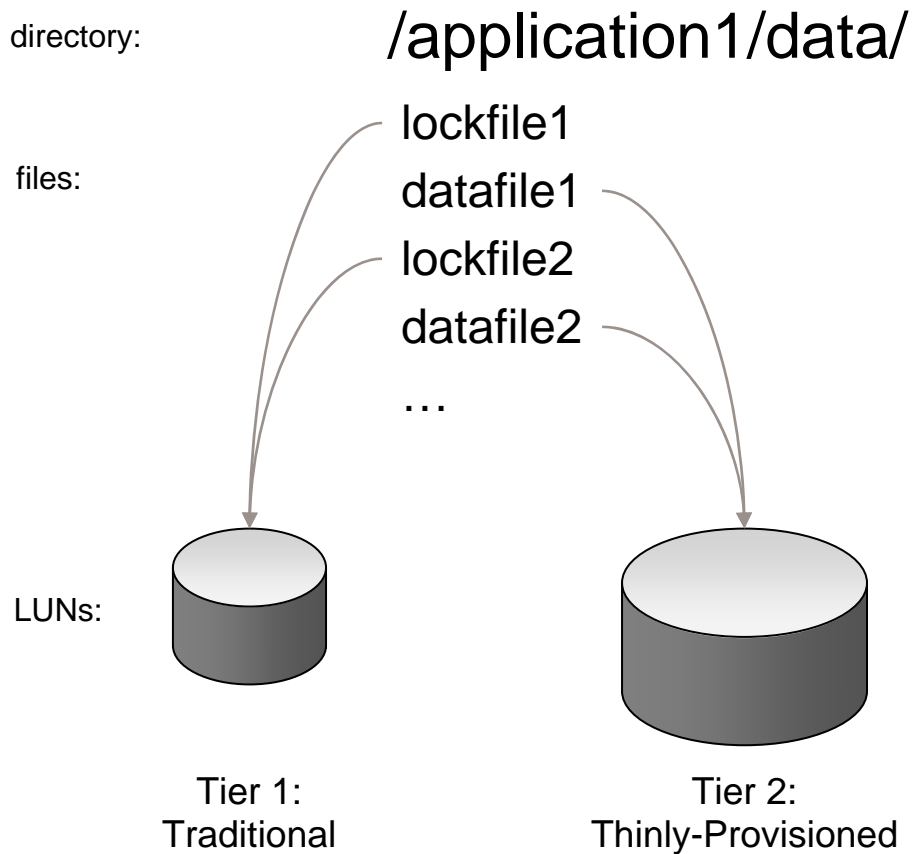 directory:
/application1/data/
lockfile1
files:
datafile1
lockfile2
datafile2
…
LUNs:
Tier 1:
Traditional
Tier 2:
Thinly-Provisioned